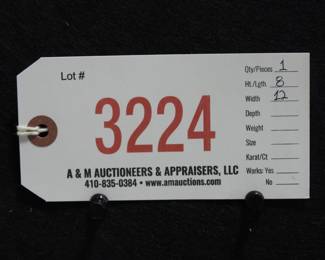 Lot #
3224
A & M AUCTIONEERS & APPRAISERS, LLC
410-835-0384 • www.amauctions.com
Qty/Pieces 1
Ht./Lgth. 8
Width 12
Depth
Weight
Size
Karat/Ct
Works: Yes
No